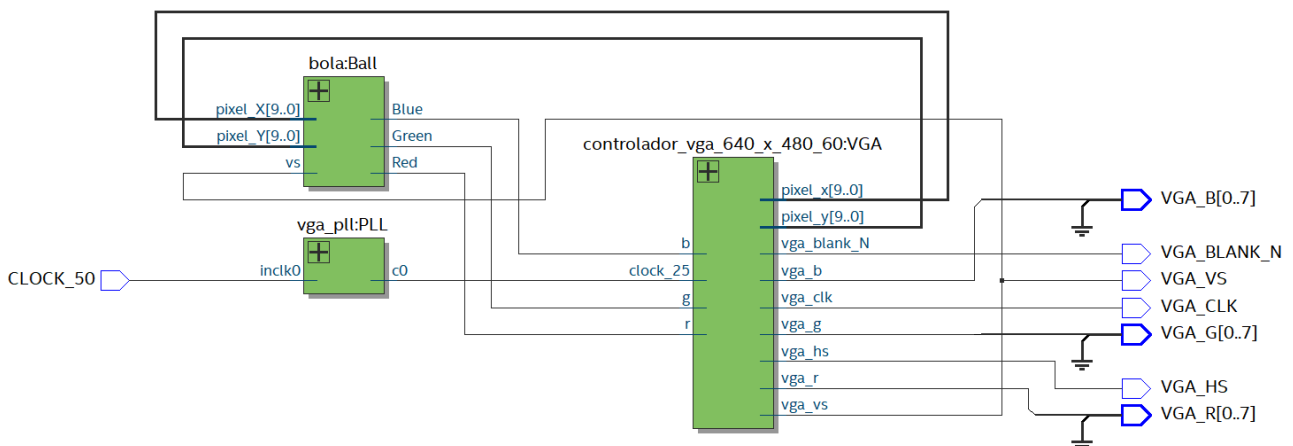 bola:Ball
pixel_X[9..0]
pixel_Y[9..0]
vs
Blue
Green
Red
vga_pll:PLL
inclk0
c0
CLOCK_50
controlador_vga_640_x_480_60:VGA
b
clock_25
g
r
pixel_x[9..0]
pixel_y[9..0]
vga_blank_N
vga_b
vga_clk
vga_g
vga_hs
vga_r
vga_vs
VGA_B[0..7]
VGA_BLANK_N
VGA_VS
VGA_CLK
VGA_G[0..7]
VGA_HS
VGA_R[0..7]